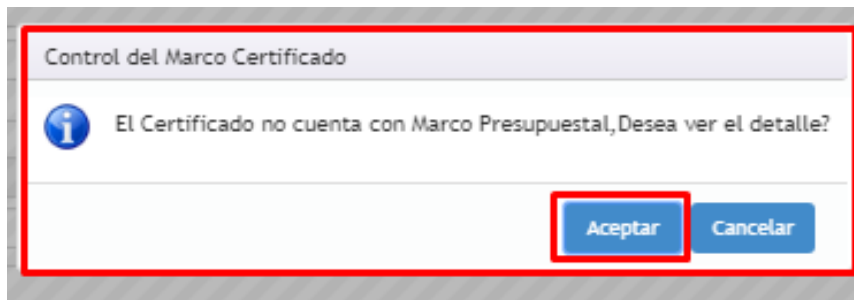 Control del Marco Certificado
El Certificado no cuenta con Marco Presupuestal,Desea ver el detalle?
Aceptar
Cancelar